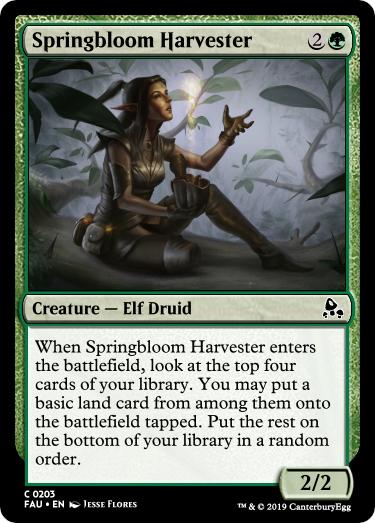 Springbloom Harvester 2
Creature — Elf Druid
When Springbloom Harvester enters
the battlefield, look at the top four
cards of your library. You may put a
basic land card from among them onto
the battlefield tapped. Put the rest on
the bottom of your library in a random
order.
2/2
C 0203
FAU • EN Jesse Flores
™ & © 2019 CanterburyEgg